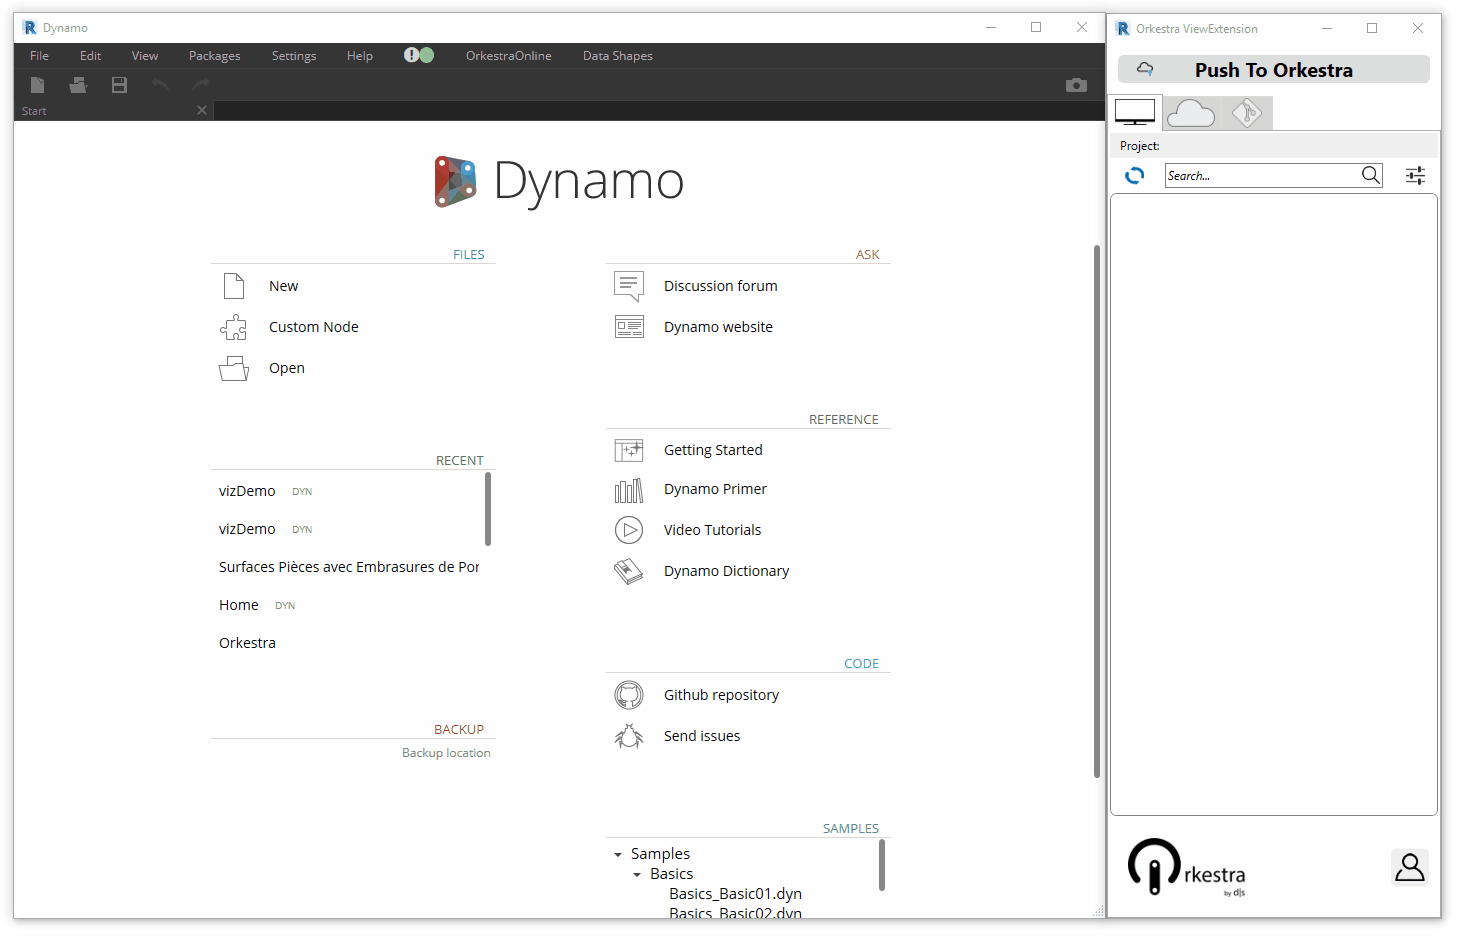 Dynamo
File Edit View Packages Settings Help OrkestraOnline Data Shapes
Start
Dynamo
FILES
New
Custom Node
Open
RECENT
vizDemo DYN
vizDemo DYN
Surfaces Pièces avec Embrasures de Por
Home DYN
Orkestra
BACKUP
Backup location
ASK
Discussion forum
Dynamo website
REFERENCE
Getting Started
Dynamo Primer
Video Tutorials
Dynamo Dictionary
CODE
Github repository
Send issues
SAMPLES
Samples
Basics
Basics_Basic01.dyn
Basics_Basic02.dyn
Orkestra ViewExtension
Push To Orkestra
Project:
Search...
Orkestra
by djs